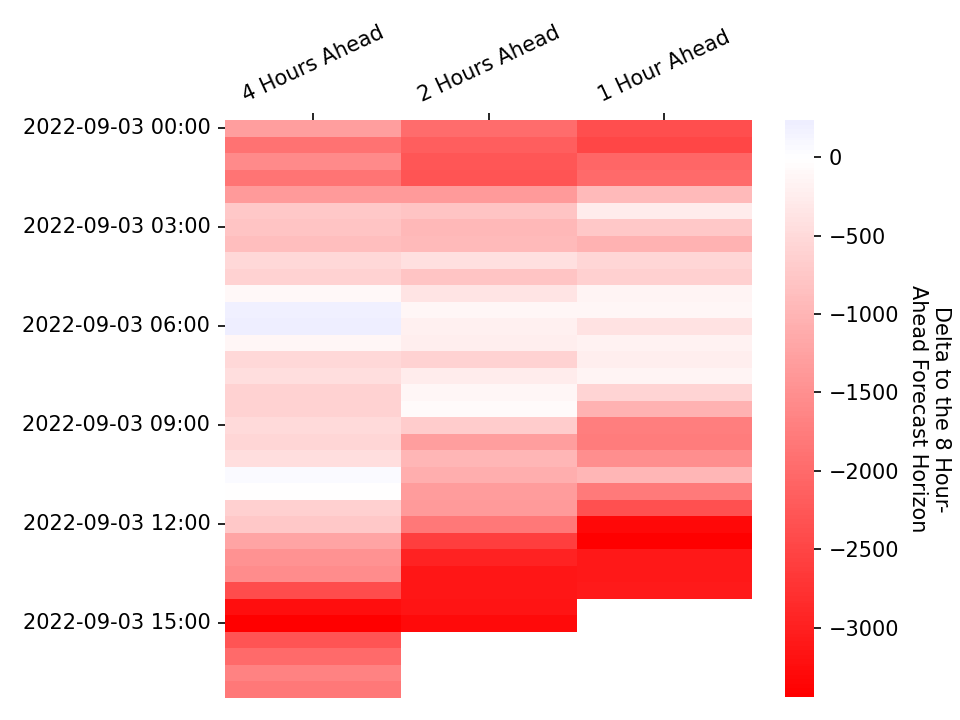 4 Hours Ahead
2 Hours Ahead
1 Hour Ahead
2022-09-03 00:00
2022-09-03 03:00
2022-09-03 06:00
2022-09-03 09:00
2022-09-03 12:00
2022-09-03 15:00
0
−500
−1000
−1500
−2000
−2500
−3000
Delta to the 8 Hour-
Ahead Forecast Horizon